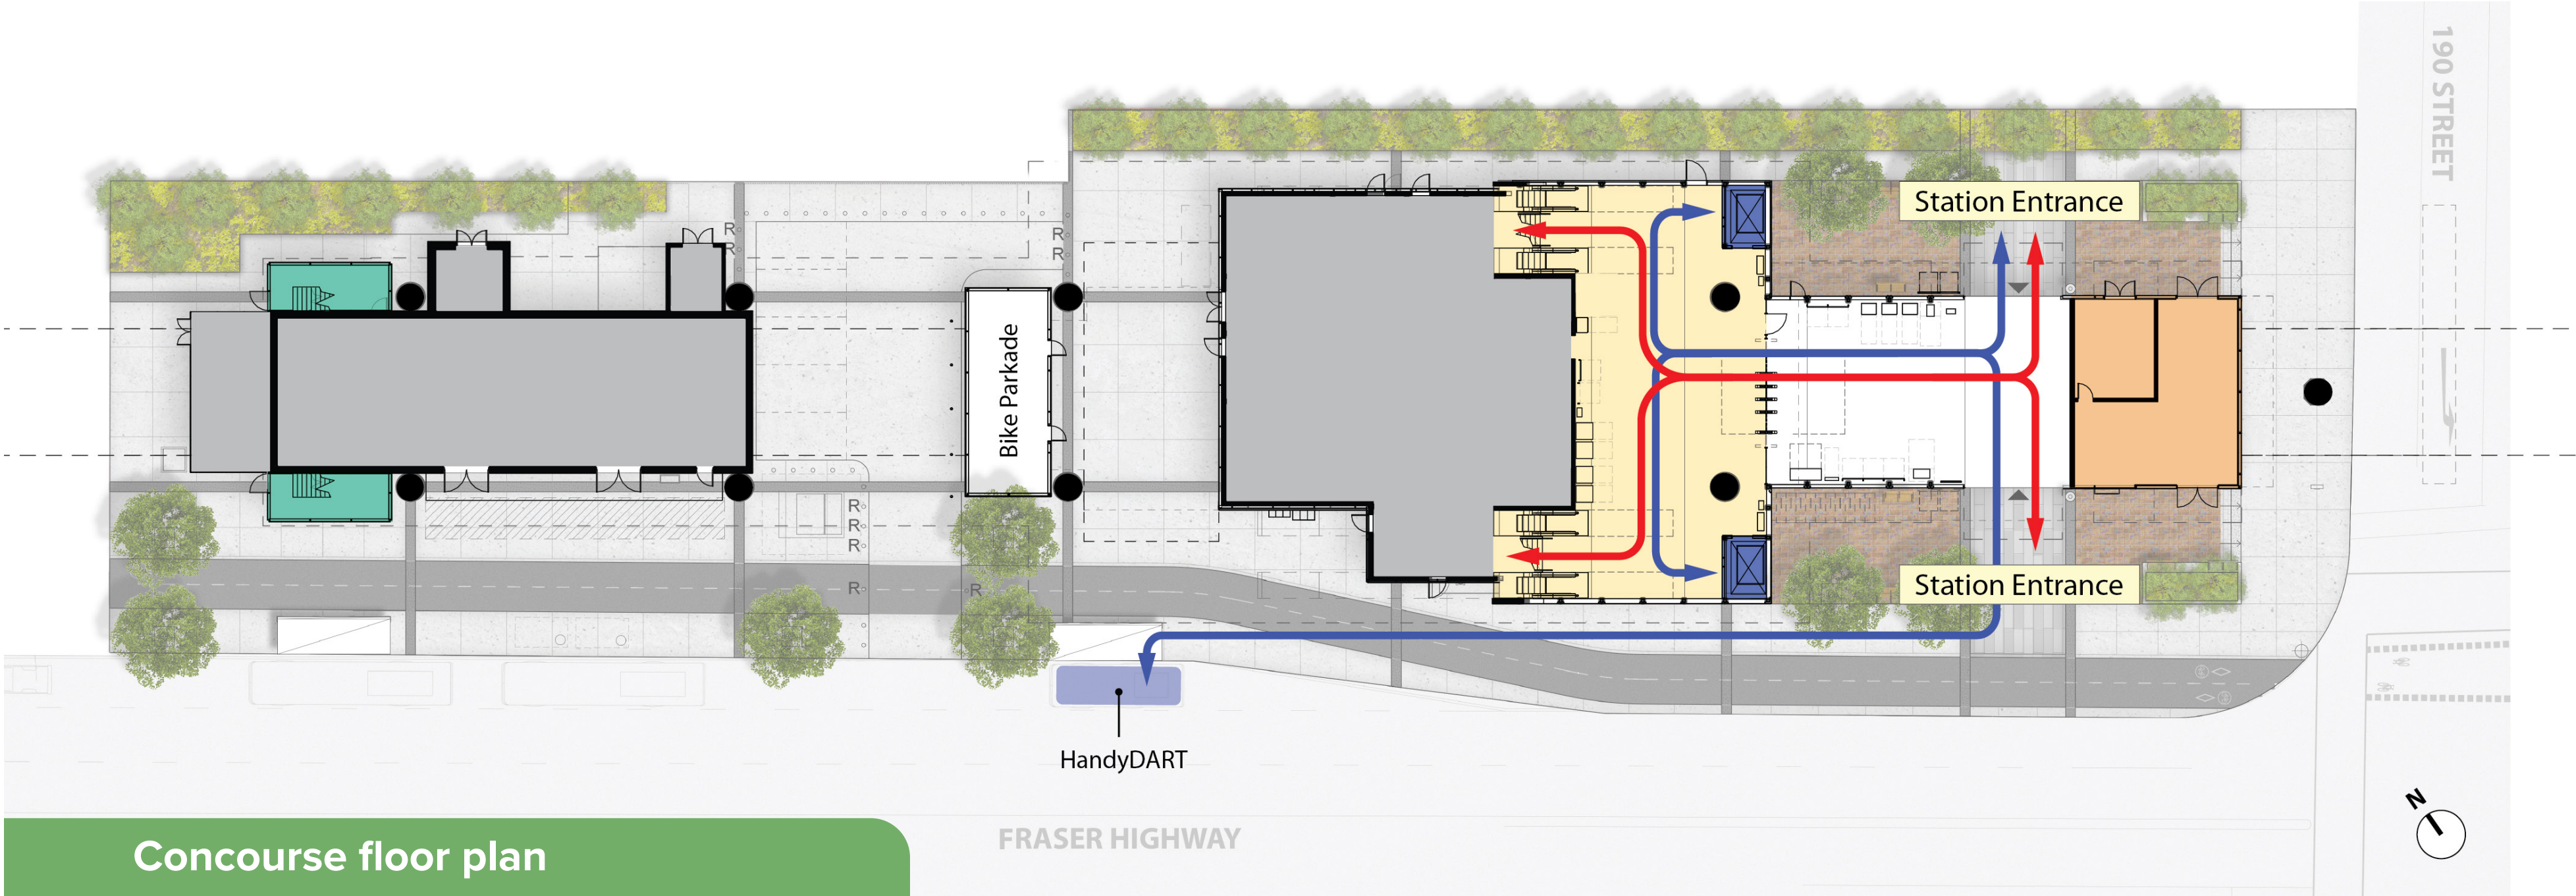 190 STREET
Station Entrance
R
R
R
R
Bike Parkade
R
R
R
R
R
Station Entrance
HandyDART
FRASER HIGHWAY
N
Concourse floor plan